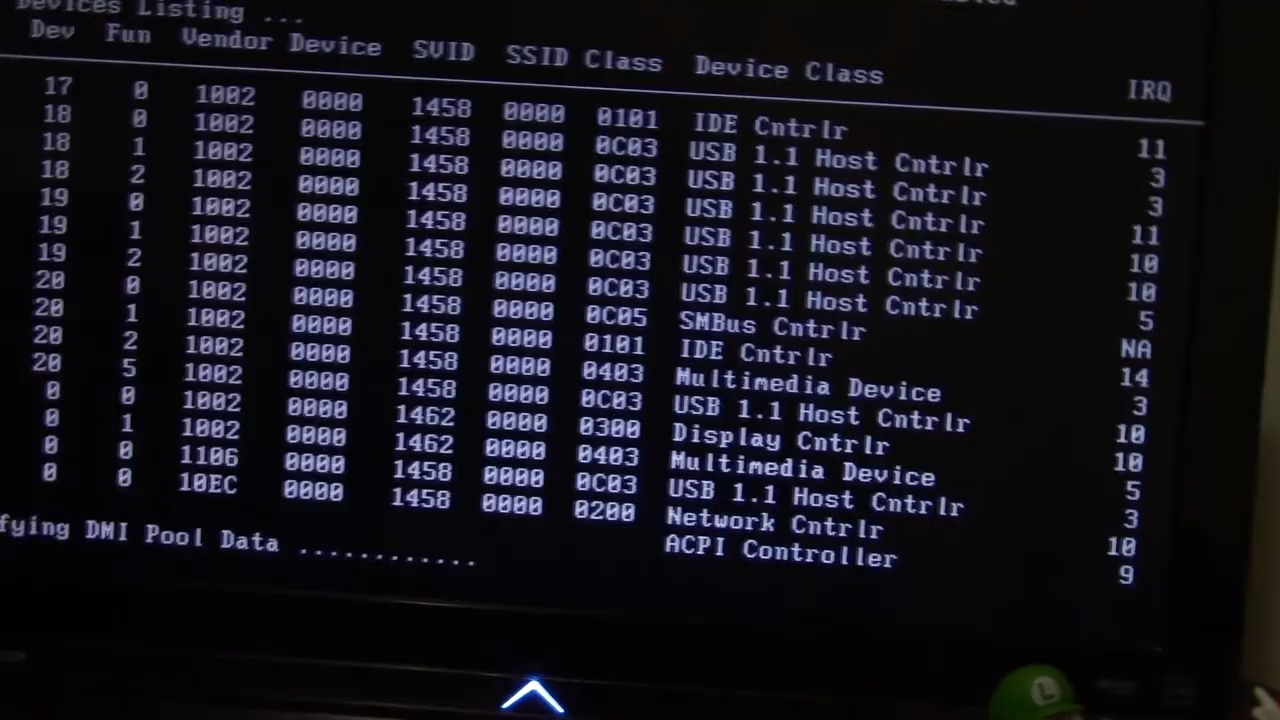 Devices Listing ...
Dev Fun Vendor Device SVID SSID Class Device Class IRQ
17 0 1002 0000 1458 0000 0101 IDE Cntrlr 11
18 0 1002 0000 1458 0000 0C03 USB 1.1 Host Cntrlr 3
18 1 1002 0000 1458 0000 0C03 USB 1.1 Host Cntrlr 3
18 2 1002 0000 1458 0000 0C03 USB 1.1 Host Cntrlr 11
19 0 1002 0000 1458 0000 0C03 USB 1.1 Host Cntrlr 10
19 1 1002 0000 1458 0000 0C03 USB 1.1 Host Cntrlr 10
19 2 1002 0000 1458 0000 0C03 USB 1.1 Host Cntrlr 5
20 0 1002 0000 1458 0000 0C05 SMBus Cntrlr NA
20 1 1002 0000 1458 0000 0101 IDE Cntrlr 14
20 2 1002 0000 1458 0000 0403 Multimedia Device 3
20 5 1002 0000 1458 0000 0C03 USB 1.1 Host Cntrlr 10
0 0 1002 0000 1462 0000 0300 Display Cntrlr 10
0 1 1002 0000 1462 0000 0403 Multimedia Device 5
0 0 1106 0000 1458 0000 0C03 USB 1.1 Host Cntrlr 3
0 0 10EC 0000 1458 0000 0200 Network Cntrlr 10
ACPI Controller 9
fying DMI Pool Data ............
L